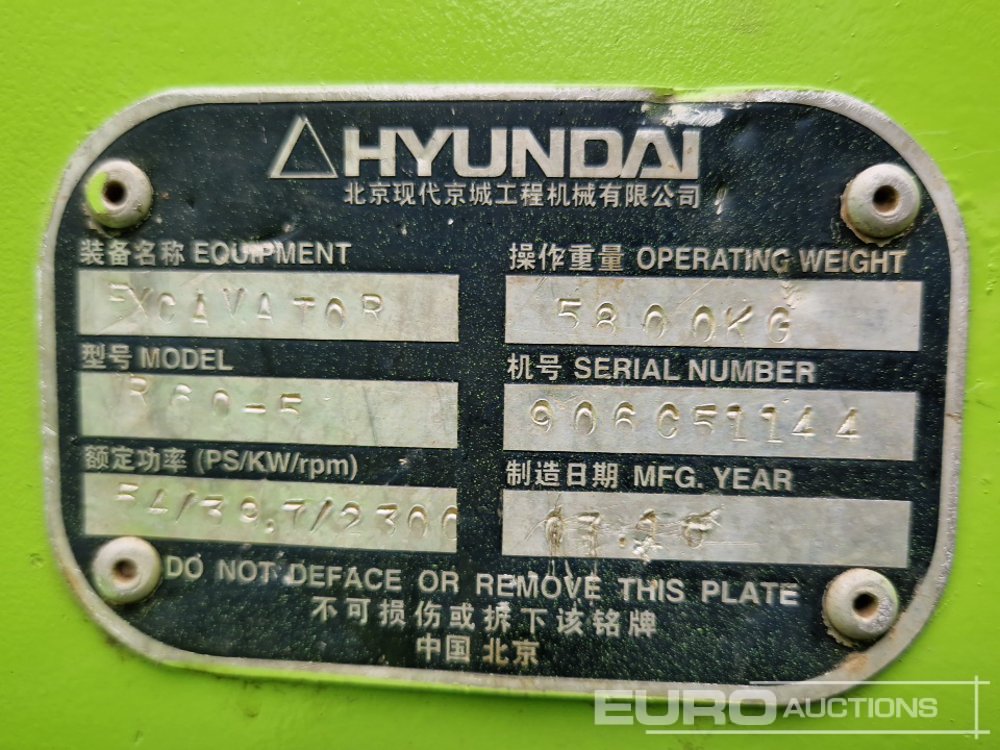 HYUNDAI
北京现代京城工程机械有限公司
装备名称 EQUIPMENT
EXCAVATOR
型号 MODEL
R60-5
额定功率 (PS/KW/rpm)
54/39.7/2300
操作重量 OPERATING WEIGHT
5800KG
机号 SERIAL NUMBER
906C51144
制造日期 MFG. YEAR
DO NOT DEFACE OR REMOVE THIS PLATE
不可损伤或拆下该铭牌
中国 北京
EURO AUCTIONS